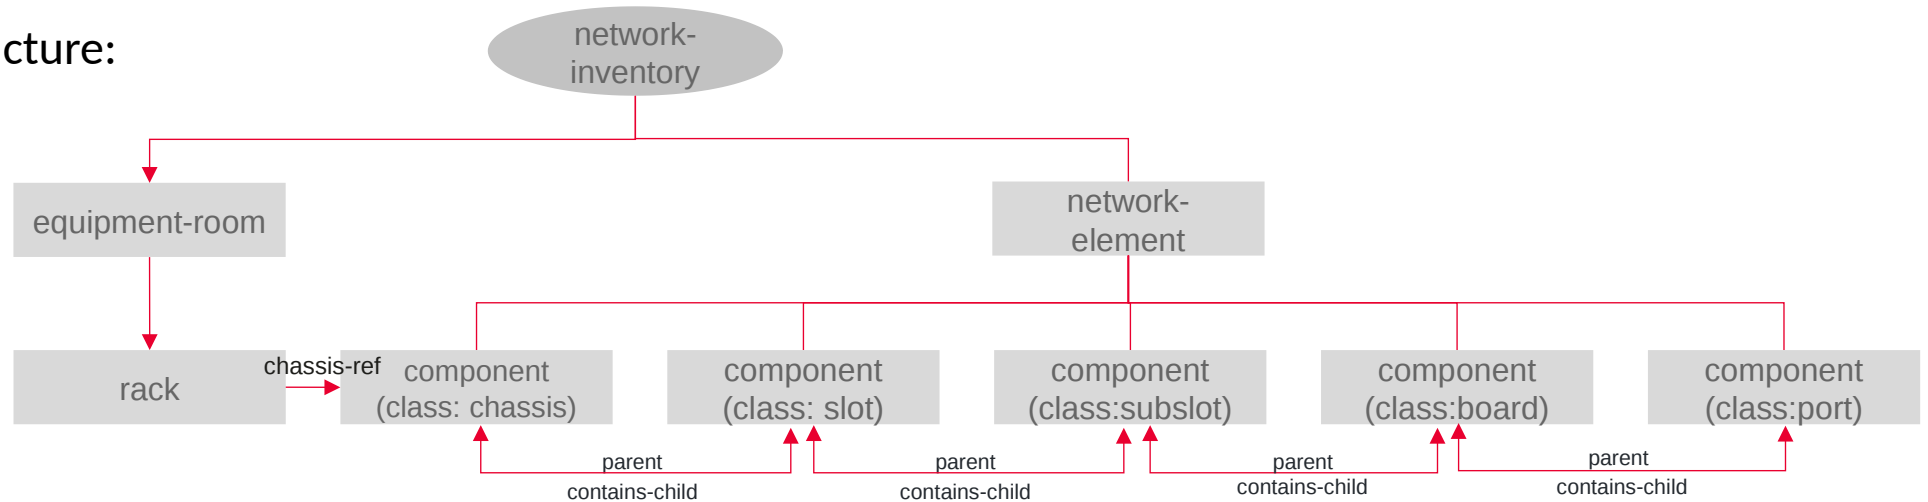 cture:
network-
inventory
equipment-room
network-
element
rack
chassis-ref
component
(class: chassis)
component
(class: slot)
component
(class:subslot)
component
(class:board)
component
(class:port)
parent
contains-child
parent
contains-child
parent
contains-child
parent
contains-child